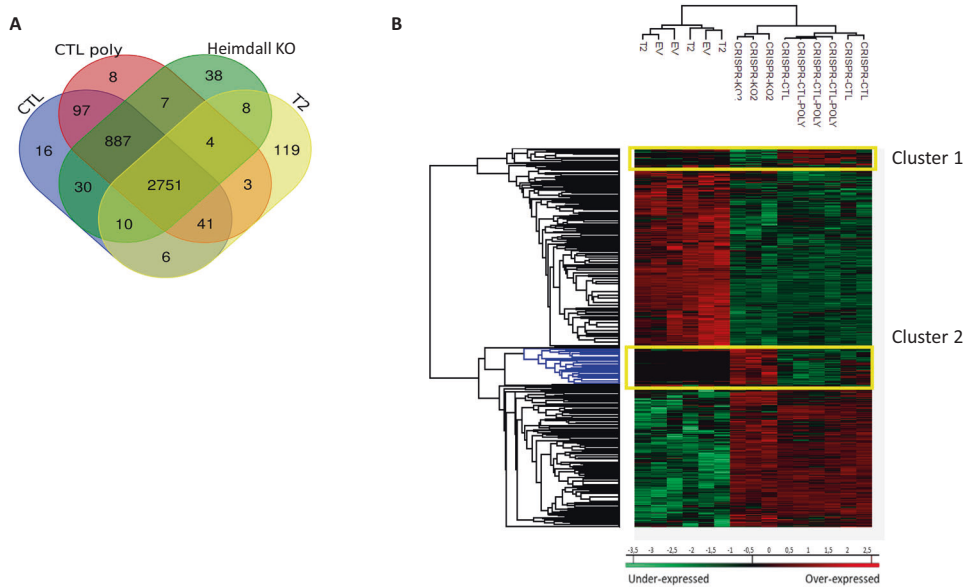 A
CTL poly
Heimdall KO
CTL
T2
8
38
97
7
8
16
887
4
119
30
2751
3
10
41
6
B
T2
EV
EV
T2
EV
T2
CRISPR-KO2
CRISPR-KO2
CRISPR-KO2
CRISPR-CTL
CRISPR-CTL-POLY
CRISPR-CTL-POLY
CRISPR-CTL-POLY
CRISPR-CTL
CRISPR-CTL
Cluster 1
Cluster 2
-3,5 -3 -2,5 -2 -1,5 -1 -0,5 0 0,5 1 1,5 2 2,5
Under-expressed Over-expressed